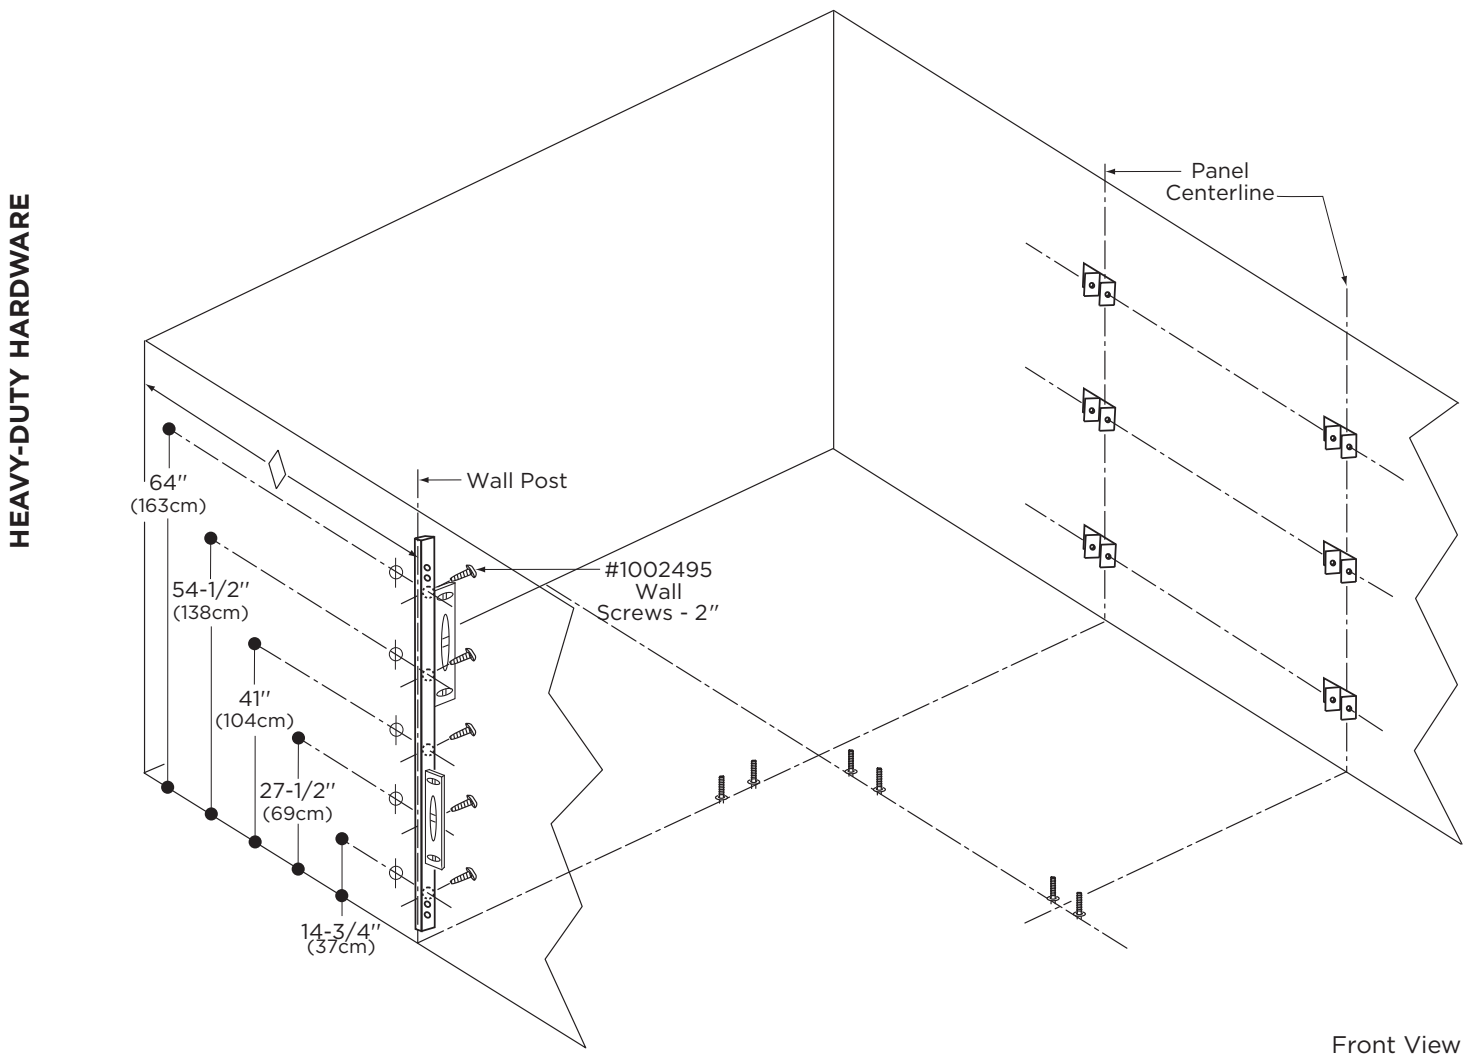 HEAVY-DUTY HARDWARE
Panel
Centerline
Wall Post
64"
(163cm)
#1002495
Wall
Screws - 2"
54-1/2"
(138cm)
41"
(104cm)
27-1/2"
(69cm)
14-3/4"
(37cm)
Front View